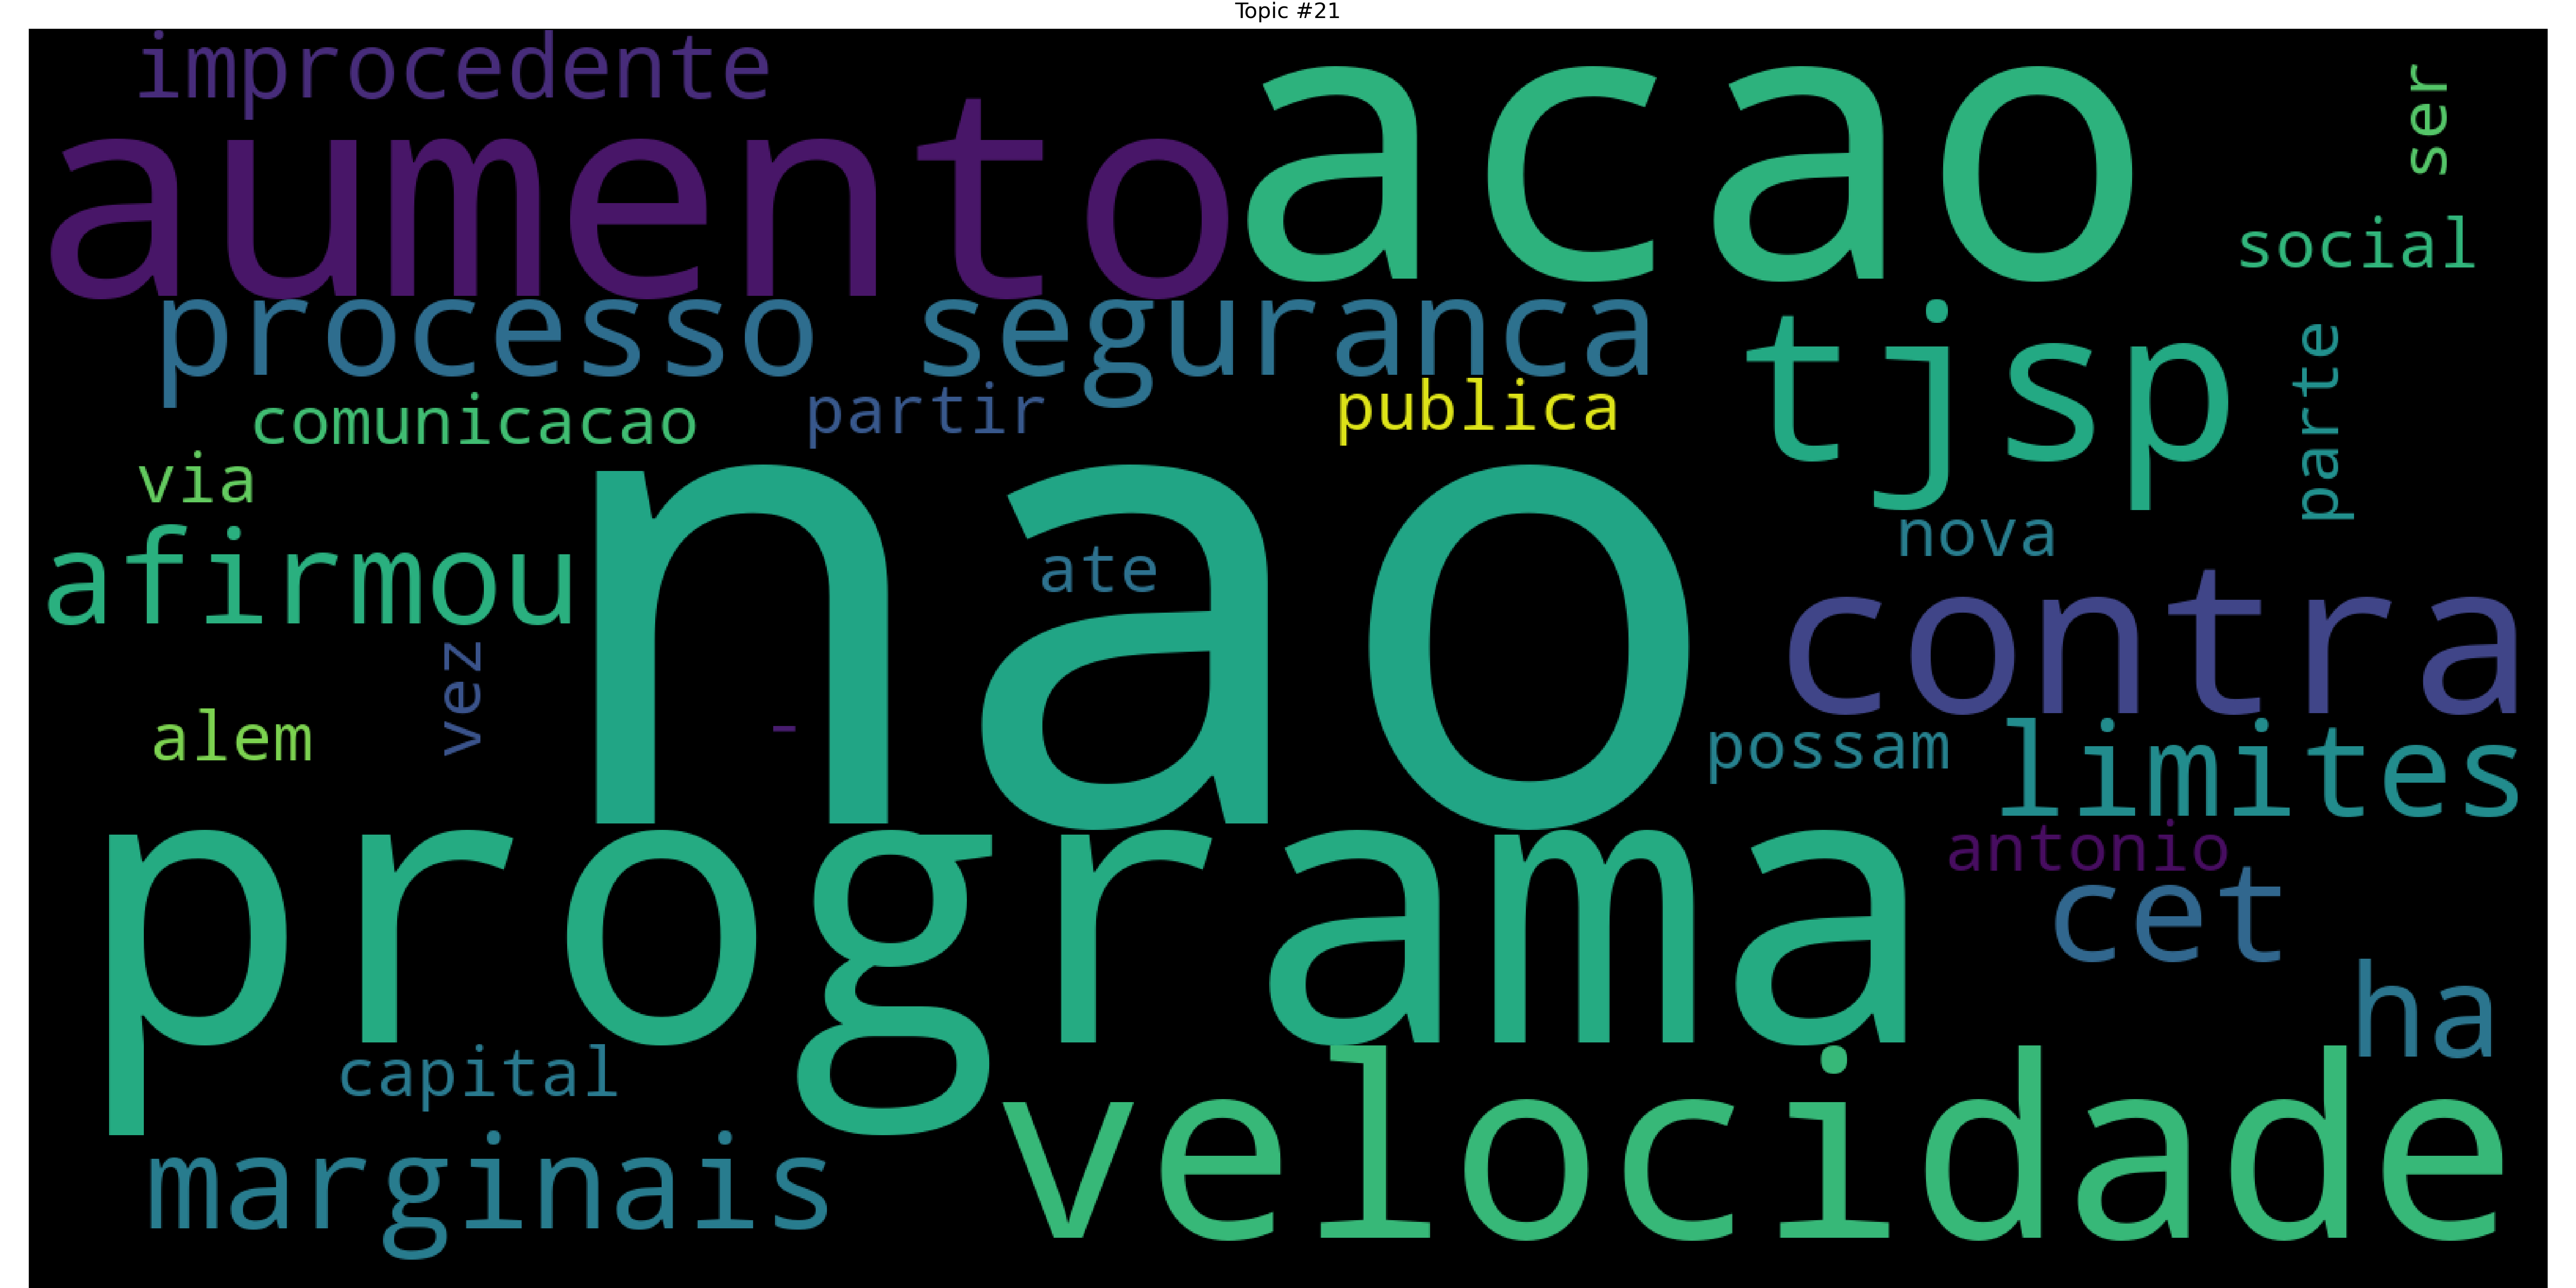 Topic #21
improcedente
aumento
acao
ser
social
processo
seguranca
tjsp
parte
comunicacao
partir
publica
via
nao
ate
nova
afirmou
contra
vez
alem
-
possam
limites
programa
antonio
cet
ha
capital
velocidade
marginais